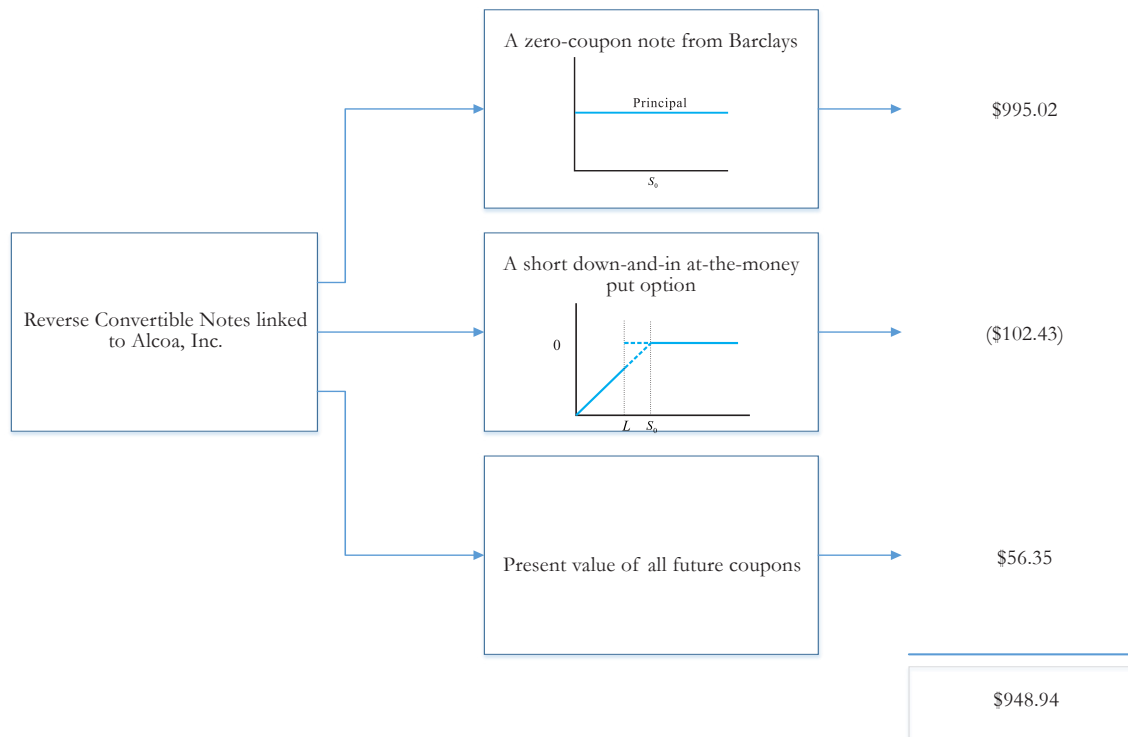 A zero-coupon note from Barclays
Principal
S₀
$995.02
Reverse Convertible Notes linked
to Alcoa, Inc.
A short down-and-in at-the-money
put option
0
L S₀
($102.43)
Present value of all future coupons
$56.35
$948.94